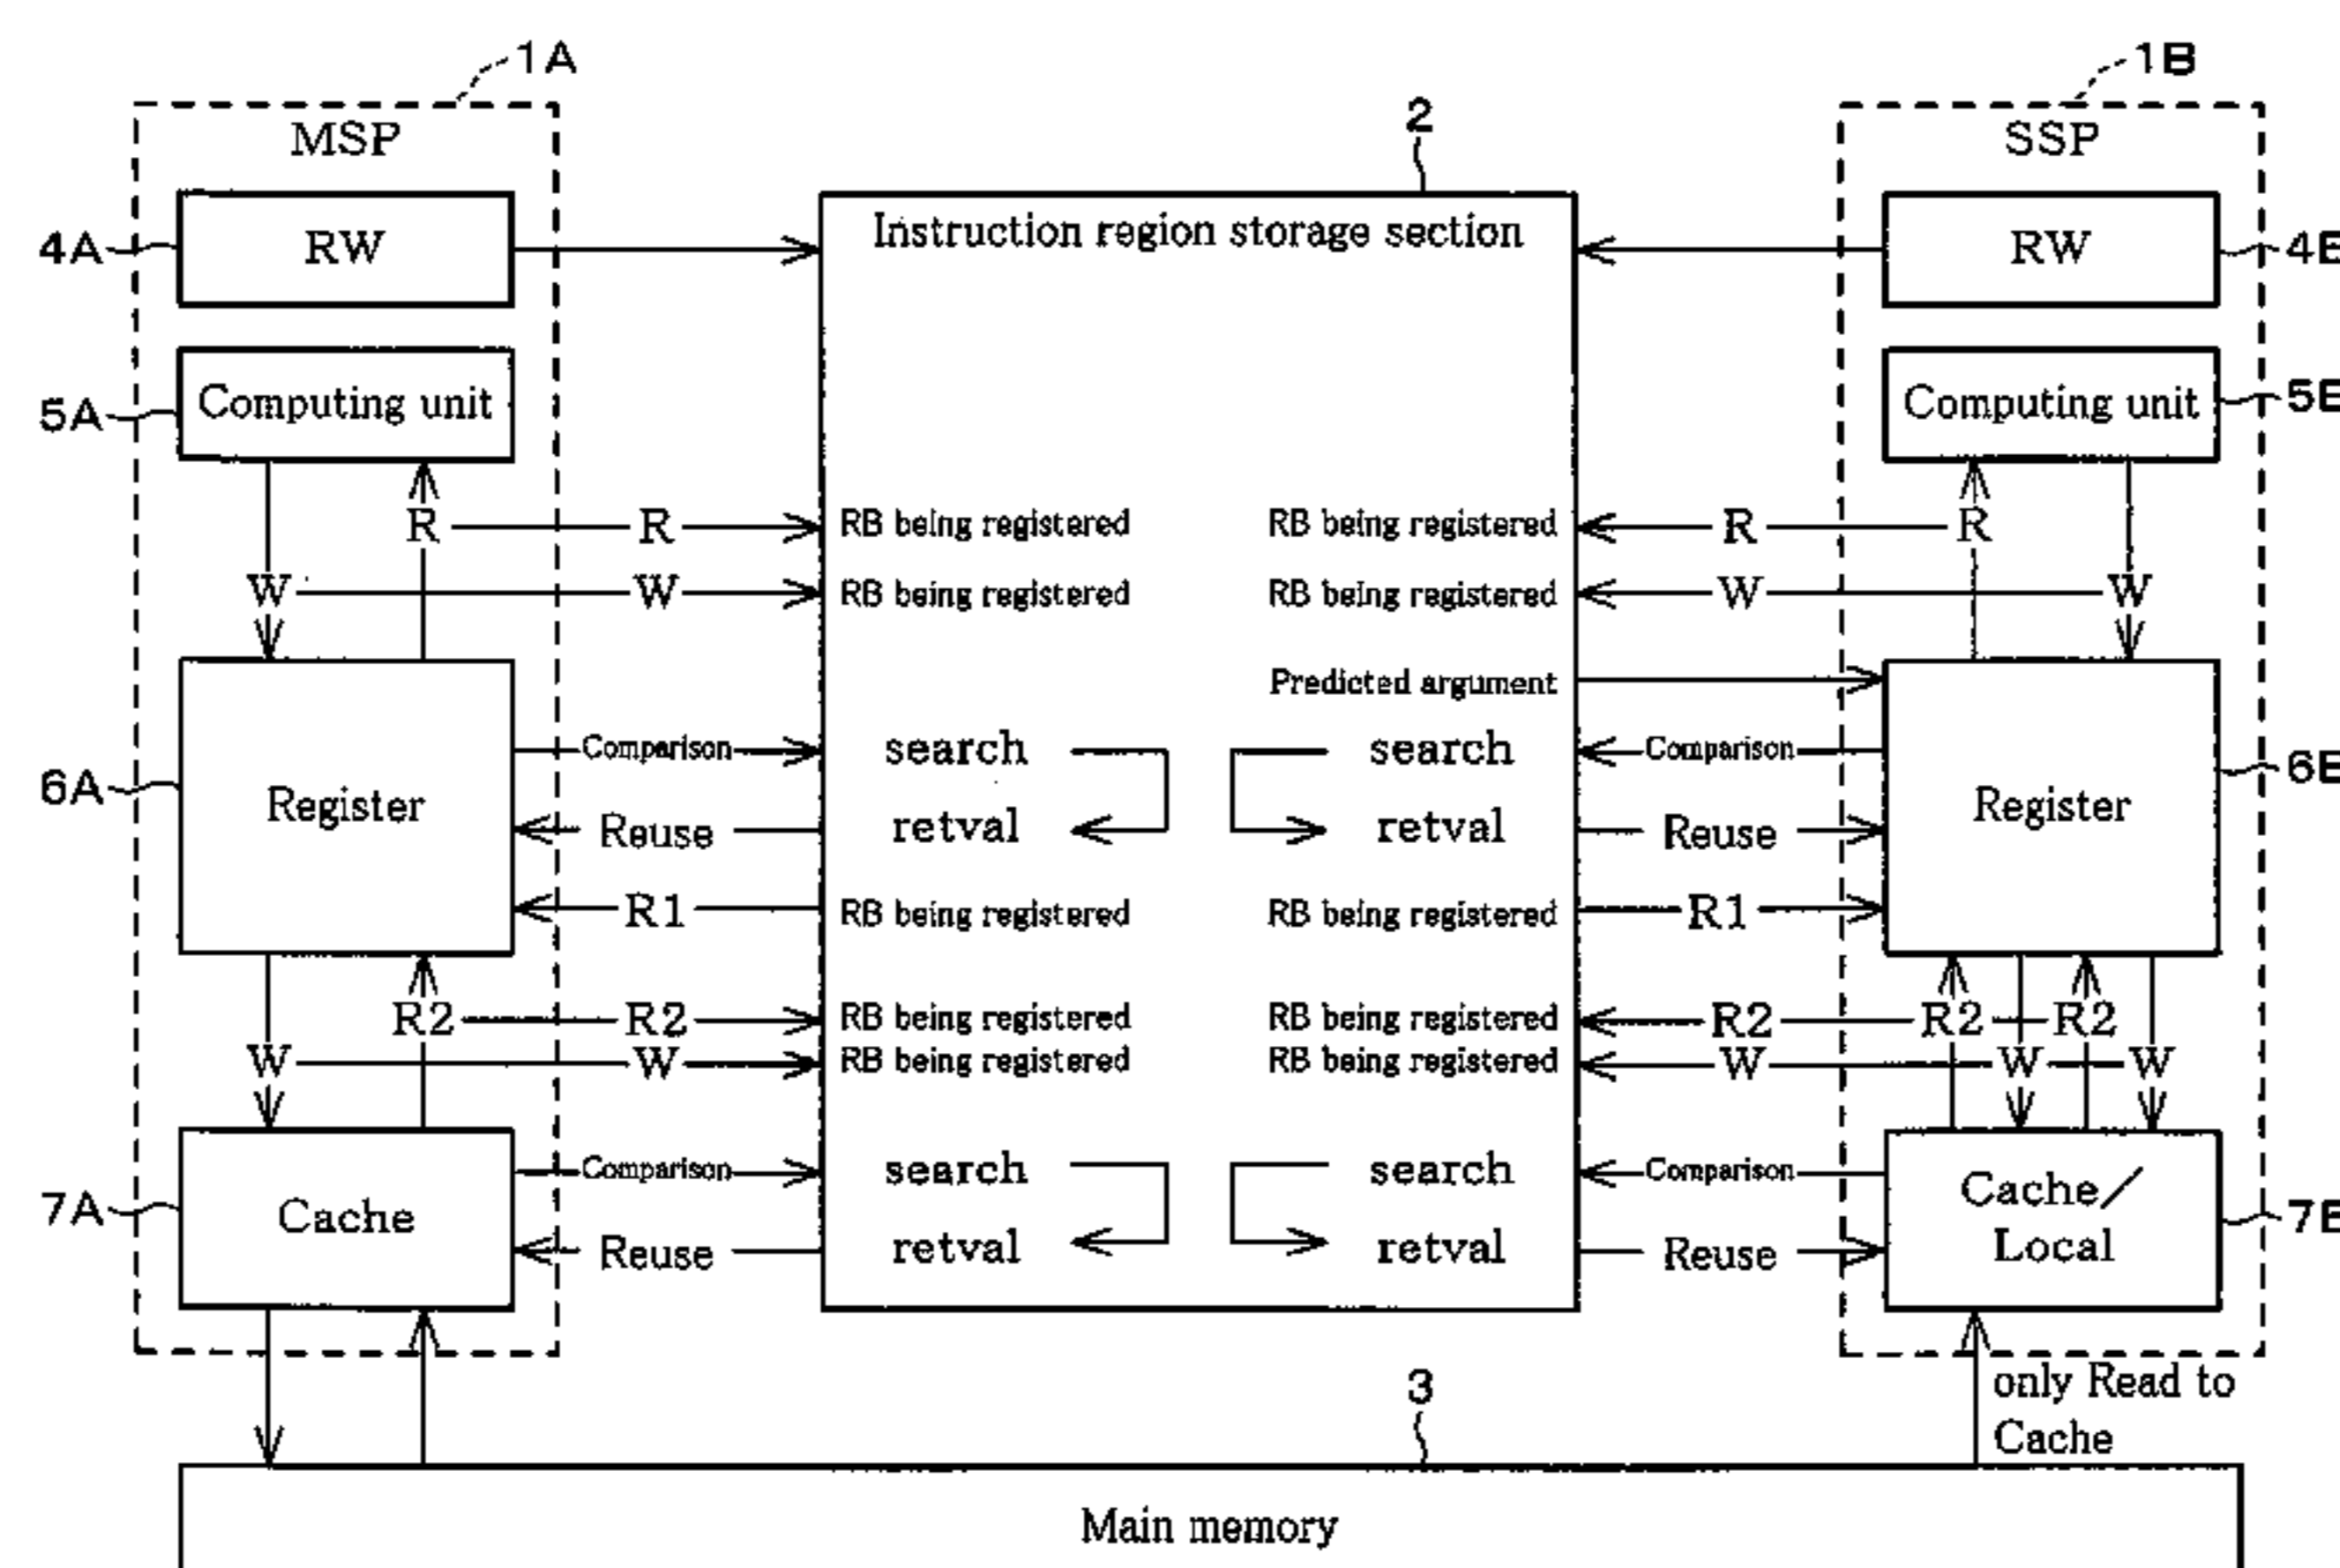 1A
1B
MSP
2
SSP
4A
RW
Instruction region storage section
RW
4B
5A
Computing unit
Computing unit
5B
R
R
RB being registered
RB being registered
R
R
W
W
RB being registered
RB being registered
W
W
Predicted argument
Comparison
search
search
Comparison
6A
Register
Register
6B
Reuse
retval
retval
Reuse
R1
RB being registered
RB being registered
R1
R2
R2
RB being registered
RB being registered
R2
R2
R2
W
W
RB being registered
RB being registered
W
W
W
Comparison
search
search
Comparison
7A
Cache
Cache/
Local
7B
Reuse
retval
retval
Reuse
only Read to
Cache
3
Main memory